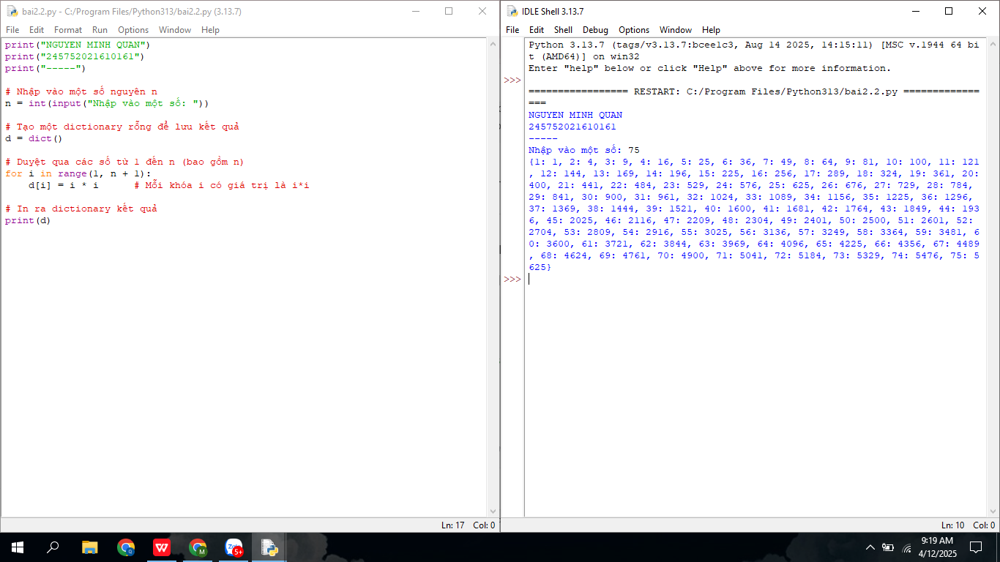 bai2.2.py - C:/Program Files/Python313/bai2.2.py (3.13.7)
File Edit Format Run Options Window Help
print("NGUYEN MINH QUAN")
print("245752021610161")
print("-----")
# Nhập vào một số nguyên n
n = int(input("Nhập vào một số: "))
# Tạo một dictionary rỗng để lưu kết quả
d = dict()
# Duyệt qua các số từ 1 đến n (bao gồm n)
for i in range(1, n + 1):
    d[i] = i * i      # Mỗi khóa i có giá trị là i*i
# In ra dictionary kết quả
print(d)
Ln: 17 Col: 0
IDLE Shell 3.13.7
File Edit Shell Debug Options Window Help
Python 3.13.7 (tags/v3.13.7:bcee1c3, Aug 14 2025, 14:15:11) [MSC v.1944 64 bi
t (AMD64)] on win32
Enter "help" below or click "Help" above for more information.
>>>
================= RESTART: C:/Program Files/Python313/bai2.2.py =============
===
NGUYEN MINH QUAN
245752021610161
-----
Nhập vào một số: 75
{1: 1, 2: 4, 3: 9, 4: 16, 5: 25, 6: 36, 7: 49, 8: 64, 9: 81, 10: 100, 11: 121
, 12: 144, 13: 169, 14: 196, 15: 225, 16: 256, 17: 289, 18: 324, 19: 361, 20:
400, 21: 441, 22: 484, 23: 529, 24: 576, 25: 625, 26: 676, 27: 729, 28: 784,
29: 841, 30: 900, 31: 961, 32: 1024, 33: 1089, 34: 1156, 35: 1225, 36: 1296,
37: 1369, 38: 1444, 39: 1521, 40: 1600, 41: 1681, 42: 1764, 43: 1849, 44: 193
6, 45: 2025, 46: 2116, 47: 2209, 48: 2304, 49: 2401, 50: 2500, 51: 2601, 52:
2704, 53: 2809, 54: 2916, 55: 3025, 56: 3136, 57: 3249, 58: 3364, 59: 3481, 6
0: 3600, 61: 3721, 62: 3844, 63: 3969, 64: 4096, 65: 4225, 66: 4356, 67: 4489
, 68: 4624, 69: 4761, 70: 4900, 71: 5041, 72: 5184, 73: 5329, 74: 5476, 75: 5
625}
>>>
Ln: 10 Col: 0
5+
9:19 AM
4/12/2025